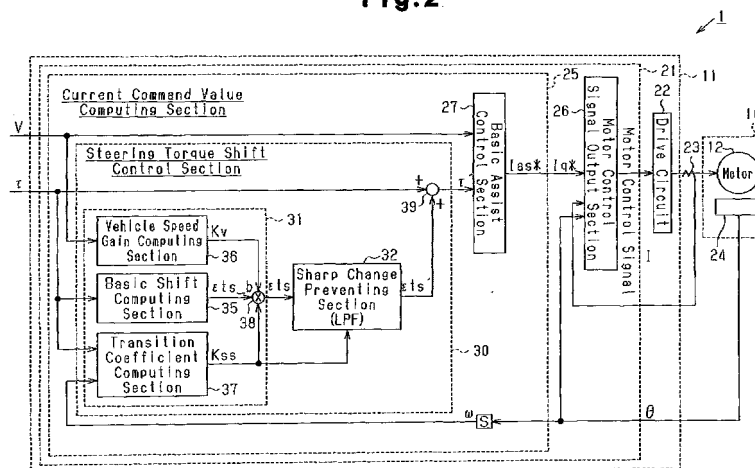 Fig.2
1
Current Command Value
Computing Section
25
21
11
V
Steering Torque Shift
Control Section
τ
27
Basic Assist
Control Section
Ias*
Iq*
26
Motor Control
Signal Output Section
Motor Control Signal
22
Drive Circuit
23
12
Motor
24
+
+
39
τ'
31
Vehicle Speed
Gain Computing
Section
36
Kv
Basic Shift
Computing
Section
35
εts_bv
38
εts
Transition
Coefficient
Computing
Section
37
Kss
32
Sharp Change
Preventing
Section
(LPF)
εts'
30
I
ω
S
θ